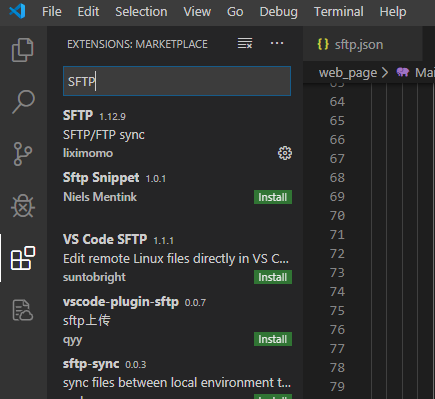 File Edit Selection View Go Debug Terminal Help
EXTENSIONS: MARKETPLACE
SFTP
SFTP 1.12.9
SFTP/FTP sync
liximomo
Sftp Snippet 1.0.1
Niels Mentink Install
VS Code SFTP 1.1.1
Edit remote Linux files directly in VS C...
suntobright Install
vscode-plugin-sftp 0.0.7
sftp上传
qyy Install
sftp-sync 0.0.3
sync files between local environment t...
Install
{} sftp.json
web_page > Mai
64
65
66
67
68
69
70
71
72
73
74
75
76
77
78
79